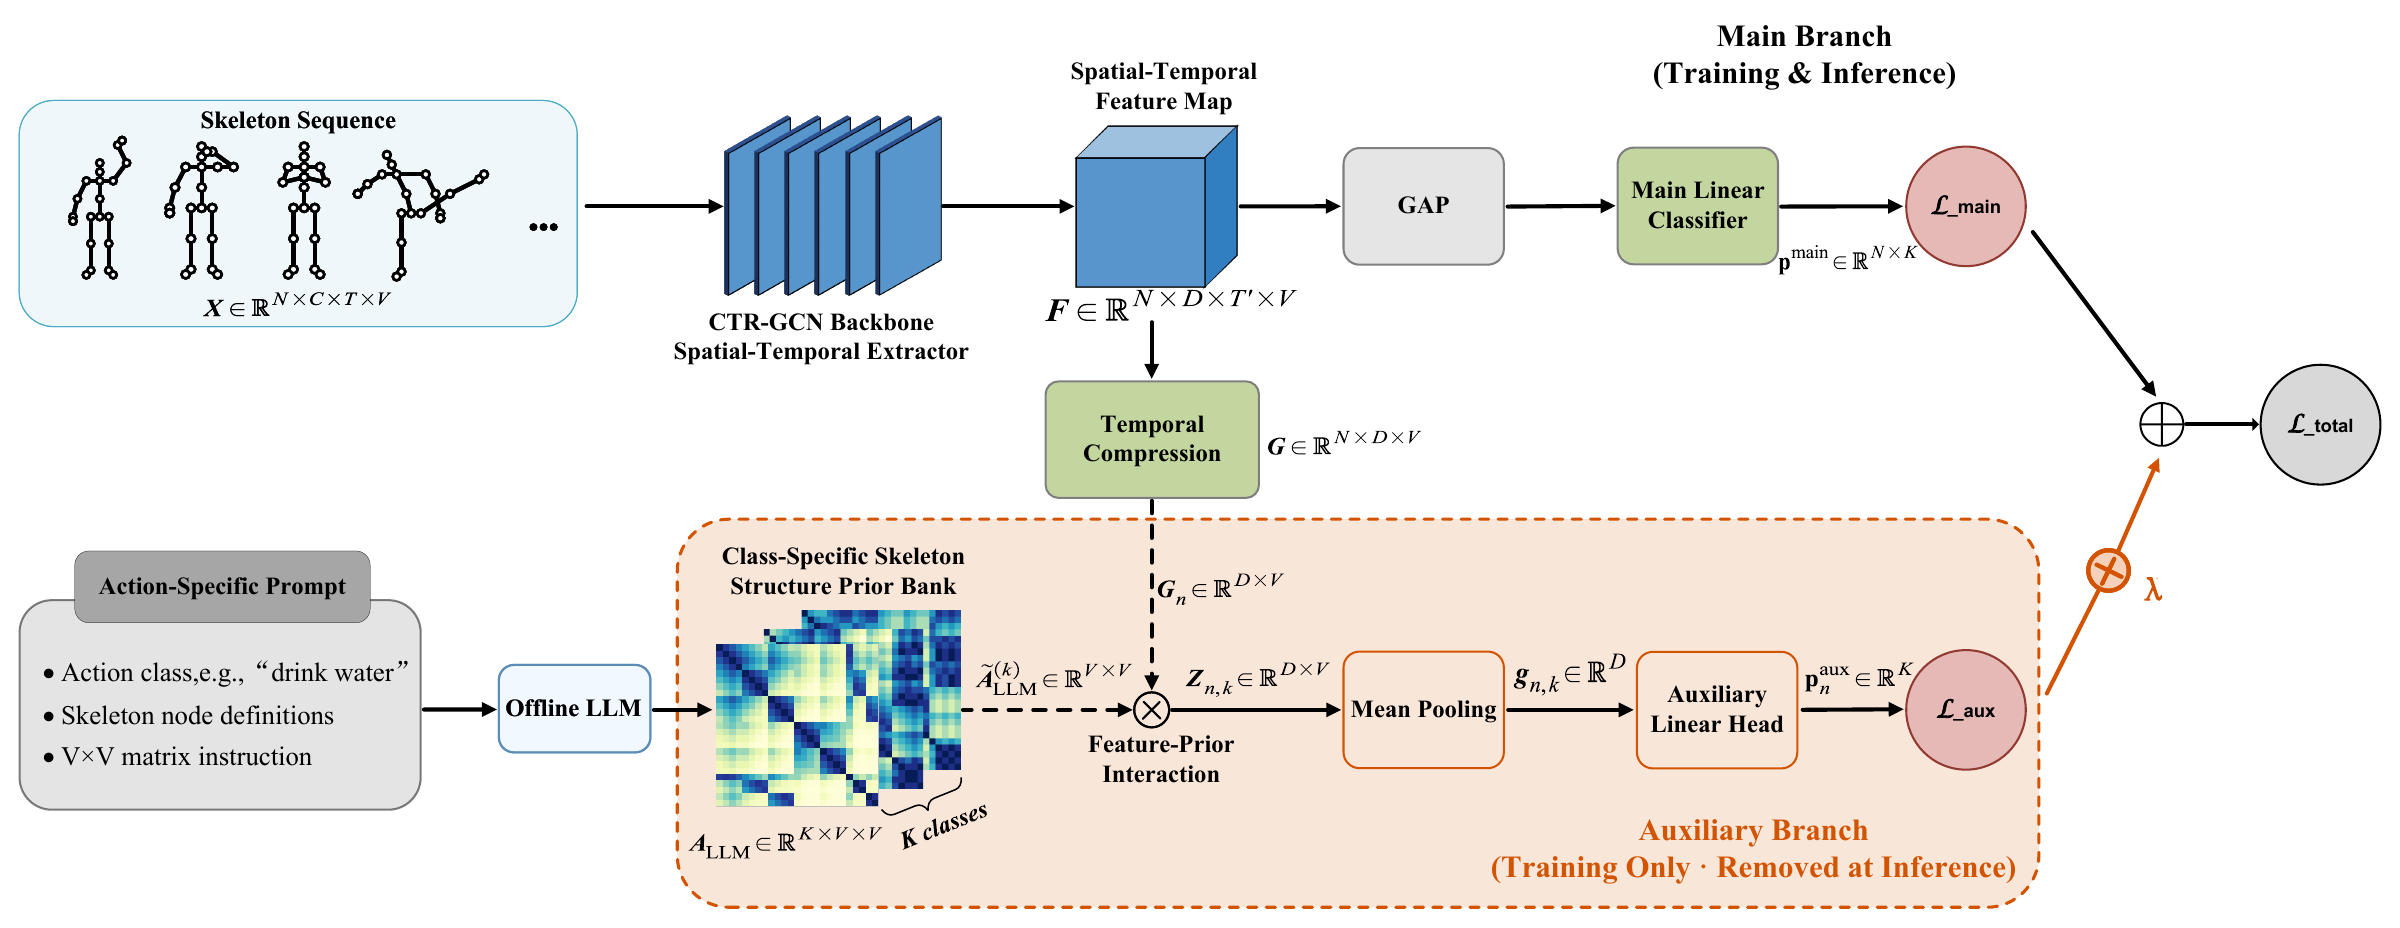 Main Branch
(Training & Inference)
Spatial-Temporal
Feature Map
Skeleton Sequence
X ∈ ℝ^{N×C×T×V}
CTR-GCN Backbone
Spatial-Temporal Extractor
F ∈ ℝ^{N×D×T′×V}
GAP
Main Linear
Classifier
p^{main} ∈ ℝ^{N×K}
ℒ_main
Temporal
Compression
G ∈ ℝ^{N×D×V}
ℒ_total
λ
Action-Specific Prompt
• Action class,e.g., “drink water”
• Skeleton node definitions
• V×V matrix instruction
Offline LLM
Class-Specific Skeleton
Structure Prior Bank
A_{LLM} ∈ ℝ^{K×V×V}
K classes
Ã_{LLM}^{(k)} ∈ ℝ^{V×V}
G_n ∈ ℝ^{D×V}
Feature-Prior
Interaction
Z_{n,k} ∈ ℝ^{D×V}
Mean Pooling
g_{n,k} ∈ ℝ^D
Auxiliary
Linear Head
p_n^{aux} ∈ ℝ^K
ℒ_aux
Auxiliary Branch
(Training Only · Removed at Inference)